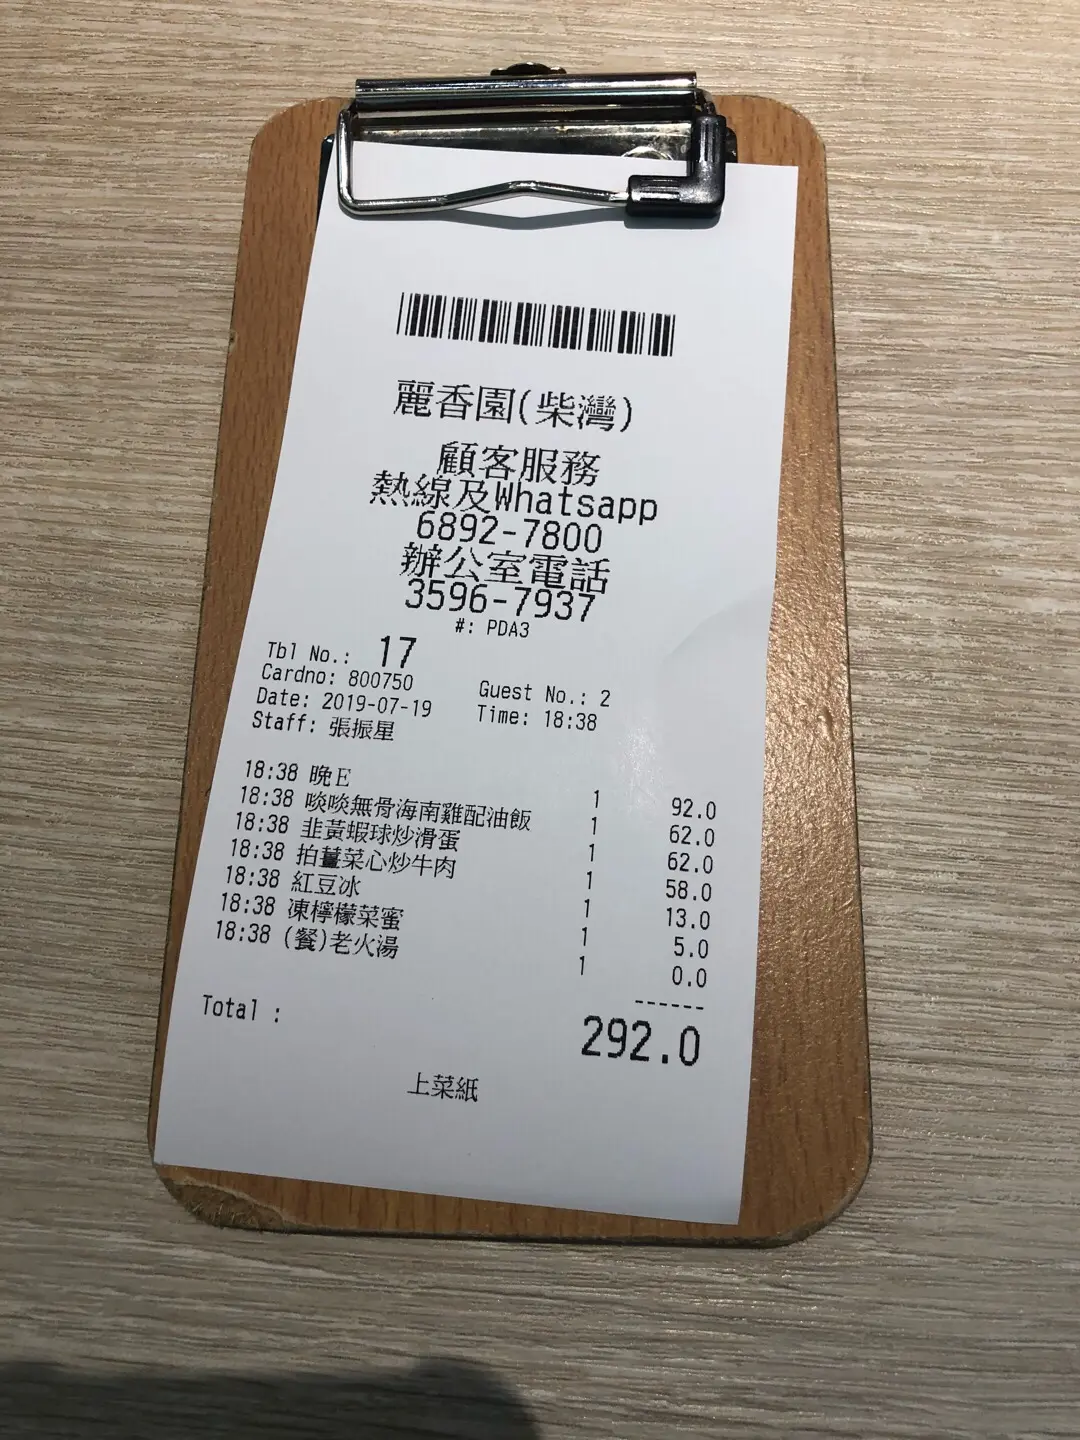 麗香園(柴灣)
顧客服務
熱線及Whatsapp
6892-7800
辦公室電話
3596-7937
#: PDA3
Tbl No.: 17
Cardno: 800750 Guest No.: 2
Date: 2019-07-19 Time: 18:38
Staff: 張振星
18:38 晚E 1 92.0
18:38 啖啖無骨海南雞配油飯 1 62.0
18:38 韭黃蝦球炒滑蛋 1 62.0
18:38 拍薑菜心炒牛肉 1 58.0
18:38 紅豆冰 1 13.0
18:38 凍檸檬菜蜜 1 5.0
18:38 (餐)老火湯 1 0.0
------
Total : 292.0
上菜紙